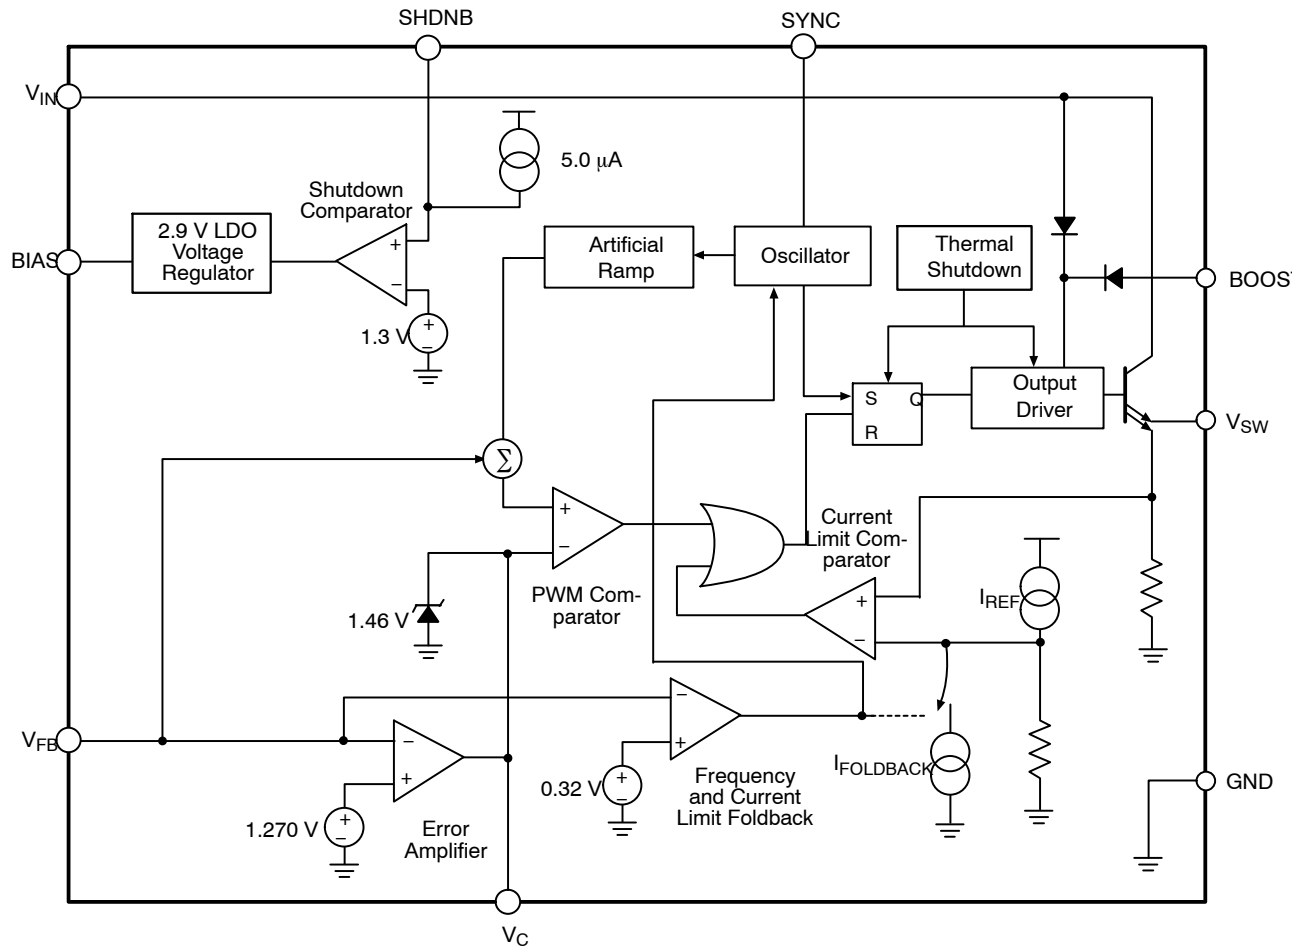 SHDNB
SYNC
VIN
5.0 μA
Shutdown
Comparator
+
−
2.9 V LDO
Voltage
Regulator
BIAS
1.3 V
+
−
Artificial
Ramp
Oscillator
Thermal
Shutdown
BOOST
S
Q
R
Output
Driver
VSW
Σ
+
−
PWM Com-
parator
Current
Limit Com-
parator
+
−
IREF
1.46 V
VFB
−
+
Error
Amplifier
1.270 V
+
−
−
+
0.32 V
+
−
Frequency
and Current
Limit Foldback
IFOLDBACK
GND
VC